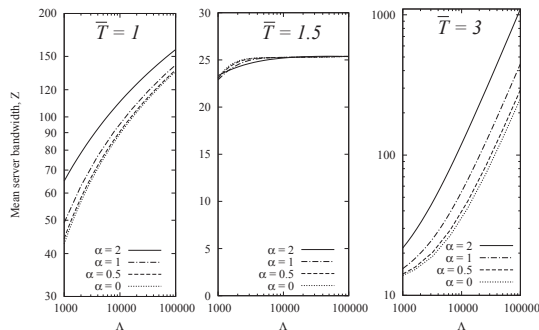 T̅ = 1
200
150
120
100
90
80
70
60
50
40
30
1000
10000
100000
Mean server bandwidth, Z
Λ
α = 2
α = 1
α = 0.5
α = 0
T̅ = 1.5
30
25
20
15
10
5
0
1000
10000
100000
Λ
α = 2
α = 1
α = 0.5
α = 0
T̅ = 3
1000
100
10
1000
10000
100000
Λ
α = 2
α = 1
α = 0.5
α = 0